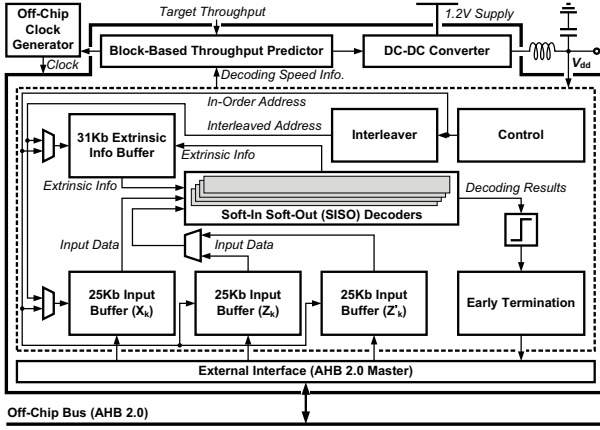 Off-Chip
Clock
Generator
Target Throughput
1.2V Supply
Block-Based Throughput Predictor
DC-DC Converter
Clock
Decoding Speed Info.
Vdd
In-Order Address
Interleaved Address
31Kb Extrinsic
Info Buffer
Interleaver
Control
Extrinsic Info
Extrinsic Info
Decoding Results
Soft-In Soft-Out (SISO) Decoders
Input Data
Input Data
25Kb Input
Buffer (Xk)
25Kb Input
Buffer (Zk)
25Kb Input
Buffer (Z'k)
Early Termination
External Interface (AHB 2.0 Master)
Off-Chip Bus (AHB 2.0)